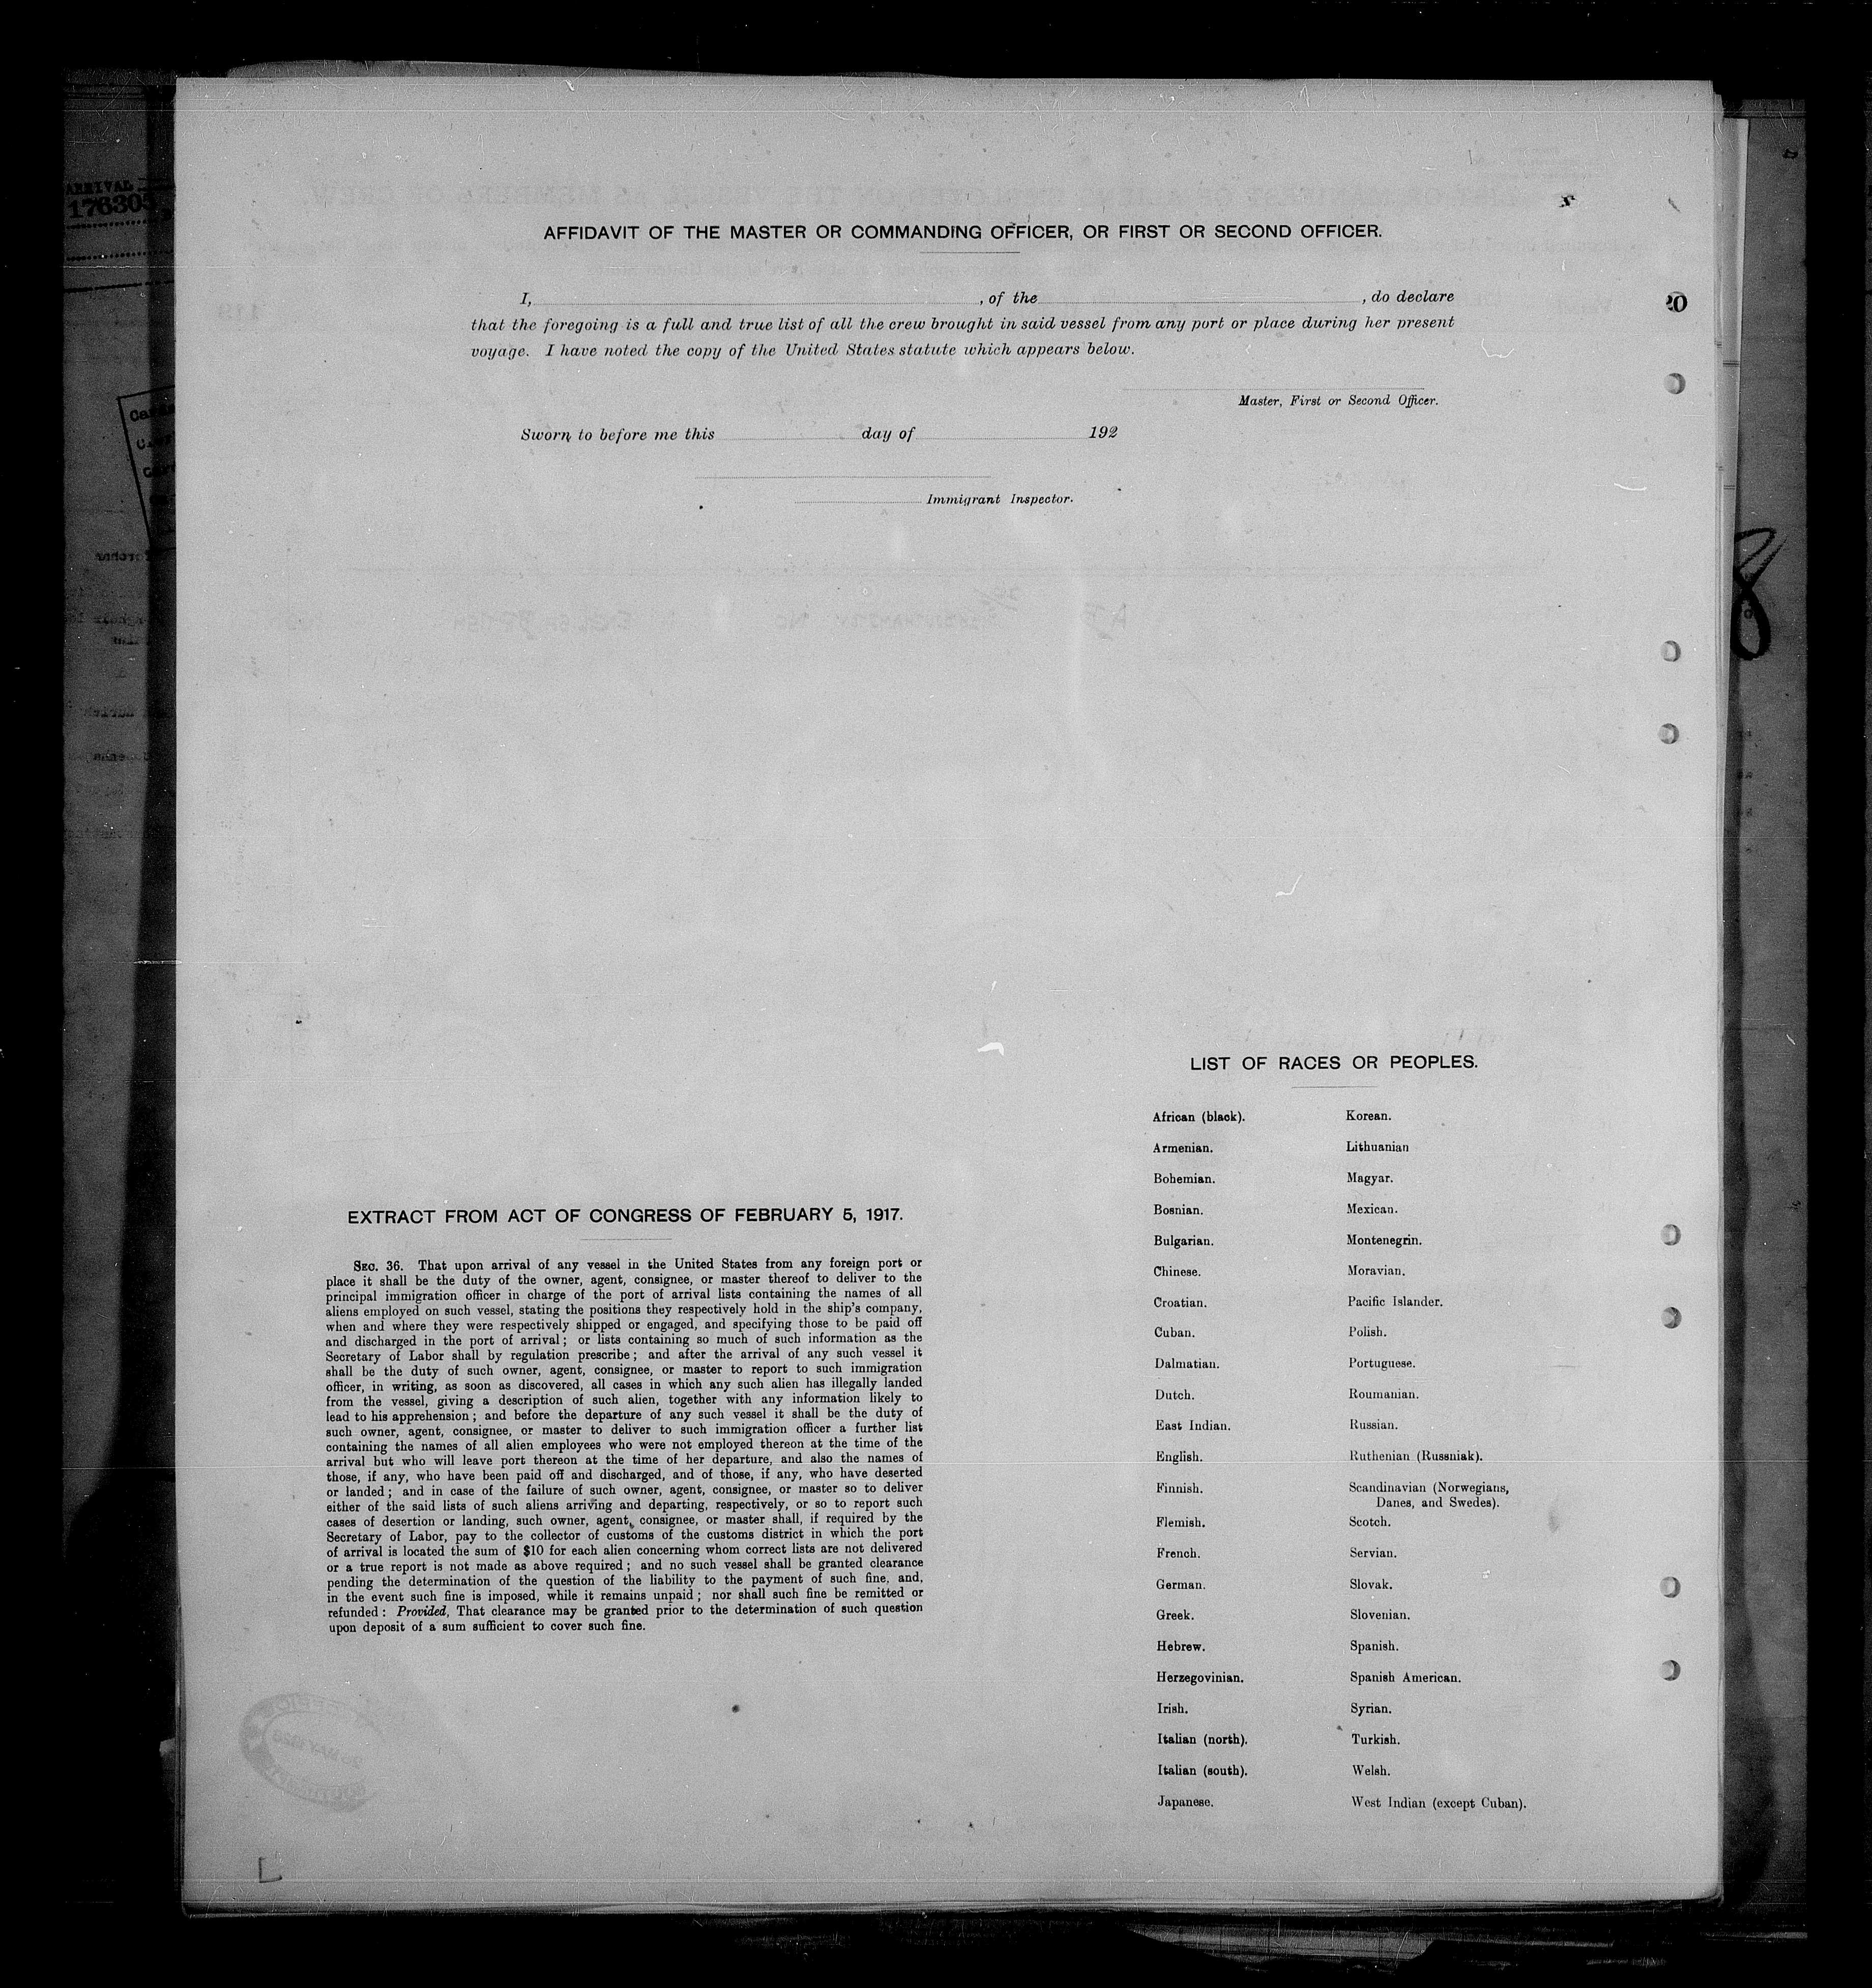 AFFIDAVIT OF THE MASTER OR COMMANDING OFFICER, OR FIRST OR SECOND OFFICER.
I, , of the , do declare
that the foregoing is a full and true list of all the crew brought in said vessel from any port or place during her present
voyage. I have noted the copy of the United States statute which appears below.
Master, First or Second Officer.
Sworn to before me this day of 192
Immigrant Inspector.
ARRIVAL
8
EXTRACT FROM ACT OF CONGRESS OF FEBRUARY 5, 1917.
SEC. 36. That upon arrival of any vessel in the United States from any foreign port or
place it shall be the duty of the owner, agent, consignee, or master thereof to deliver to the
principal immigration officer in charge of the port of arrival lists containing the names of all
aliens employed on such vessel, stating the positions they respectively hold in the ship's company,
when and where they were respectively shipped or engaged, and specifying those to be paid off
and discharged in the port of arrival; or lists containing so much of such information as the
Secretary of Labor shall by regulation prescribe; and after the arrival of any such vessel it
shall be the duty of such owner, agent, consignee, or master to report to such immigration
officer, in writing, as soon as discovered, all cases in which any such alien has illegally landed
from the vessel, giving a description of such alien, together with any information likely to
lead to his apprehension; and before the departure of any such vessel it shall be the duty of
such owner, agent, consignee, or master to deliver to such immigration officer a further list
containing the names of all alien employees who were not employed thereon at the time of the
arrival but who will leave port thereon at the time of her departure, and also the names of
those, if any, who have been paid off and discharged, and of those, if any, who have deserted
or landed; and in case of the failure of such owner, agent, consignee, or master so to deliver
either of the said lists of such aliens arriving and departing, respectively, or so to report such
cases of desertion or landing, such owner, agent, consignee, or master shall, if required by the
Secretary of Labor, pay to the collector of customs of the customs district in which the port
of arrival is located the sum of $10 for each alien concerning whom correct lists are not delivered
or a true report is not made as above required; and no such vessel shall be granted clearance
pending the determination of the question of the liability to the payment of such fine, and,
in the event such fine is imposed, while it remains unpaid; nor shall such fine be remitted or
refunded: Provided, That clearance may be granted prior to the determination of such question
upon deposit of a sum sufficient to cover such fine.
LIST OF RACES OR PEOPLES.
African (black).
Armenian.
Bohemian.
Bosnian.
Bulgarian.
Chinese.
Croatian.
Cuban.
Dalmatian.
Dutch.
East Indian.
English.
Finnish.
Flemish.
French.
German.
Greek.
Hebrew.
Herzegovinian.
Irish.
Italian (north).
Italian (south).
Japanese.
Korean.
Lithuanian
Magyar.
Mexican.
Montenegrin.
Moravian.
Pacific Islander.
Polish.
Portuguese.
Roumanian.
Russian.
Ruthenian (Russniak).
Scandinavian (Norwegians,
Danes, and Swedes).
Scotch.
Servian.
Slovak.
Slovenian.
Spanish.
Spanish American.
Syrian.
Turkish.
Welsh.
West Indian (except Cuban).